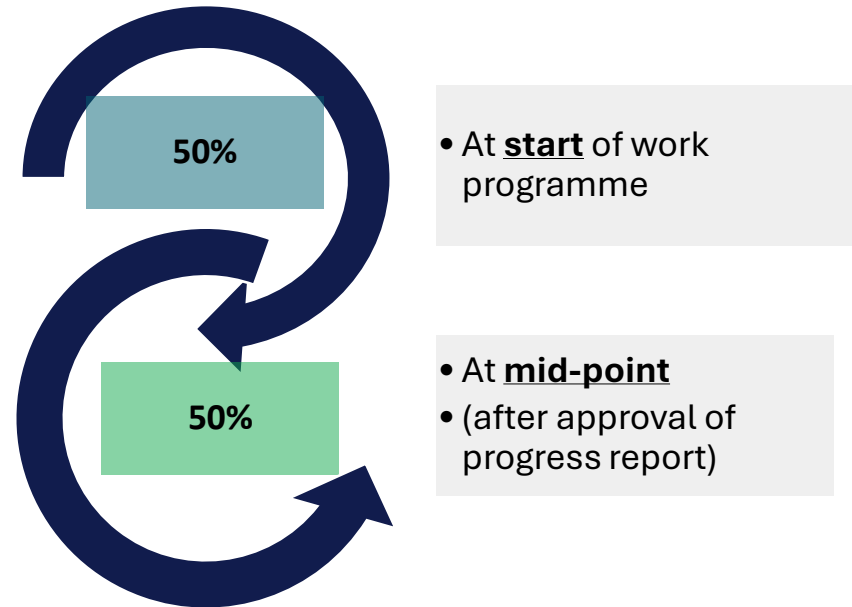 50%
• At start of work
programme
50%
• At mid-point
• (after approval of
progress report)